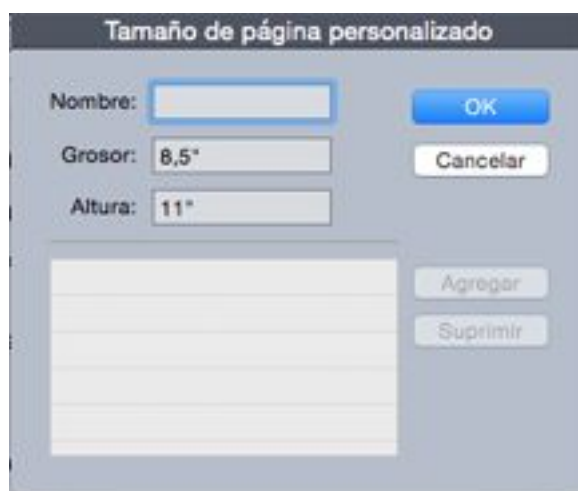 Tamaño de página personalizado
Nombre:
OK
Grosor: 8,5"
Cancelar
Altura: 11"
Agregar
Suprimir